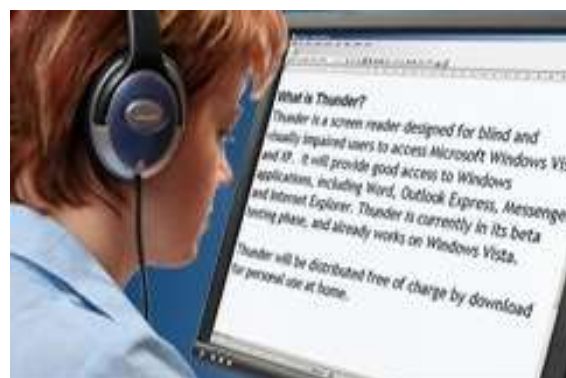 What is Thunder?
Thunder is a screen reader designed for blind and
visually impaired users to access Microsoft Windows Vis
and XP. It will provide good access to Windows
applications, including Word, Outlook Express, Messenge
and Internet Explorer. Thunder is currently in its beta
testing phase, and already works on Windows Vista.
Thunder will be distributed free of charge by download
for personal use at home.